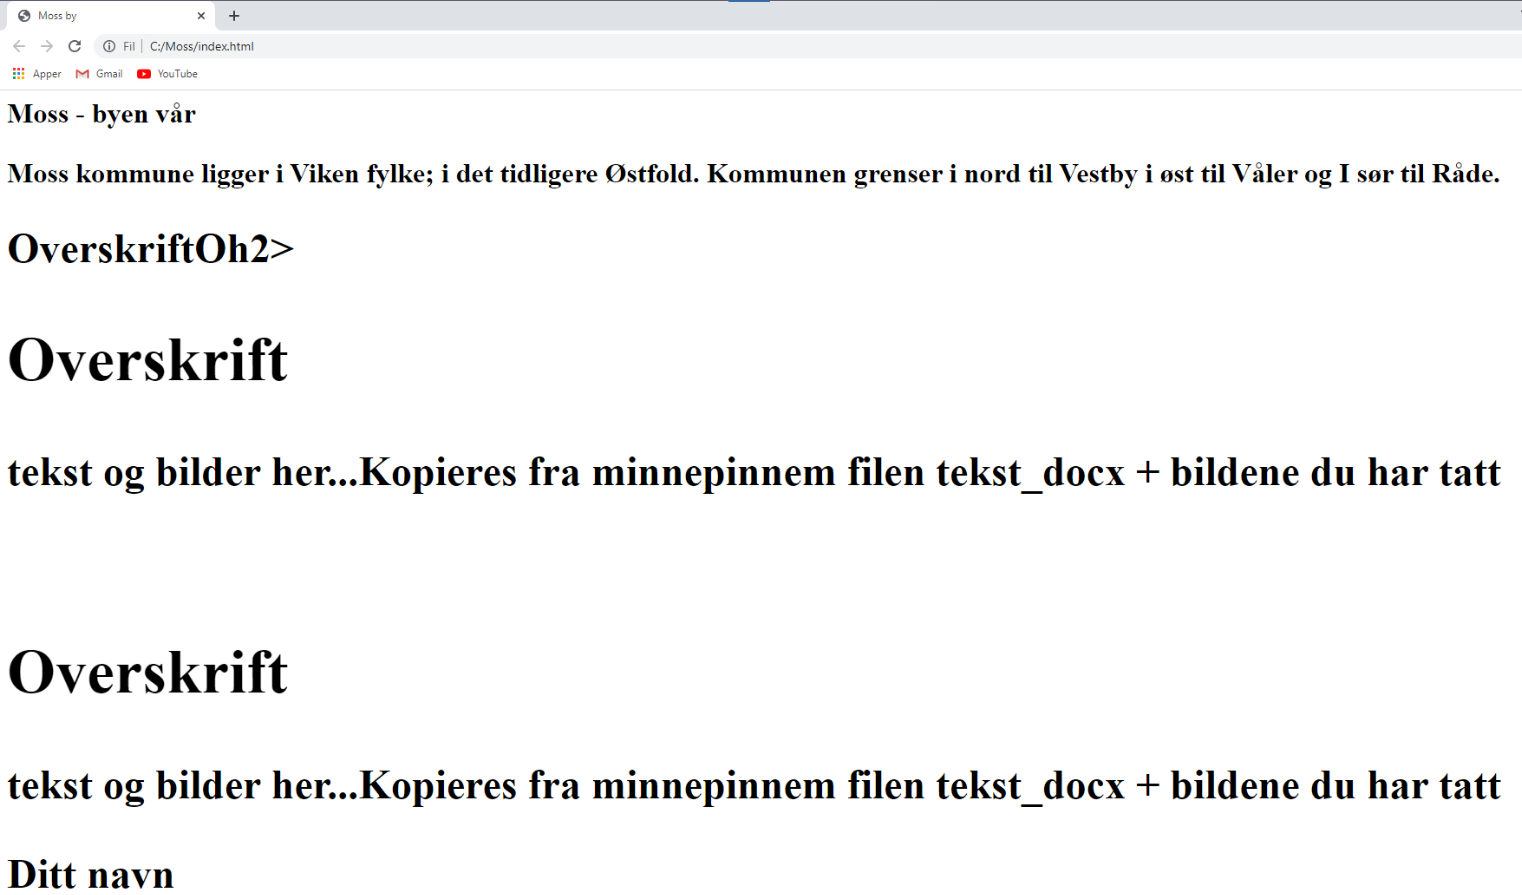 Moss by
Fil C:/Moss/index.html
Apper Gmail YouTube
Moss - byen vår
Moss kommune ligger i Viken fylke; i det tidligere Østfold. Kommunen grenser i nord til Vestby i øst til Våler og I sør til Råde.
OverskriftOh2>
Overskrift
tekst og bilder her...Kopieres fra minnepinnem filen tekst_docx + bildene du har tatt
Overskrift
tekst og bilder her...Kopieres fra minnepinnem filen tekst_docx + bildene du har tatt
Ditt navn